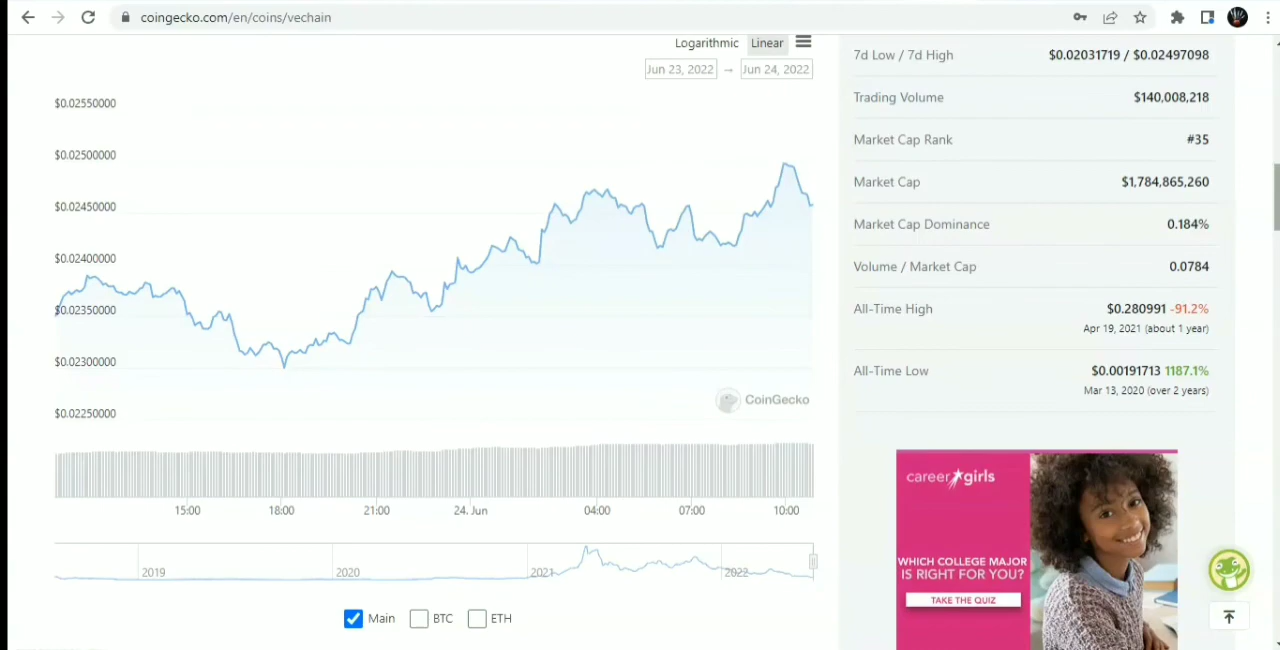 coingecko.com/en/coins/vechain
Logarithmic Linear
Jun 23, 2022 → Jun 24, 2022
$0.02550000
$0.02500000
$0.02450000
$0.02400000
$0.02350000
$0.02300000
$0.02250000
CoinGecko
15:00 18:00 21:00 24. Jun 04:00 07:00 10:00
2019 2020 2021 2022
Main BTC ETH
7d Low / 7d High $0.02031719 / $0.02497098
Trading Volume $140,008,218
Market Cap Rank #35
Market Cap $1,784,865,260
Market Cap Dominance 0.184%
Volume / Market Cap 0.0784
All-Time High $0.280991 -91.2%
Apr 19, 2021 (about 1 year)
All-Time Low $0.00191713 1187.1%
Mar 13, 2020 (over 2 years)
career girls
WHICH COLLEGE MAJOR
IS RIGHT FOR YOU?
TAKE THE QUIZ